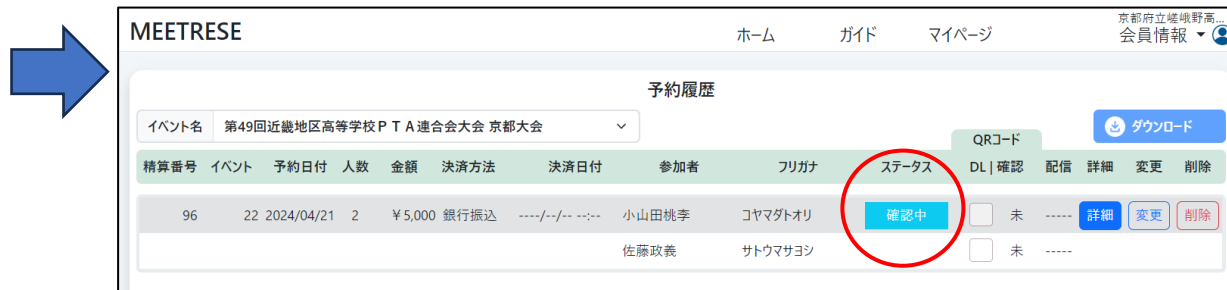 MEETRESE ホーム ガイド マイページ 京都府立嵯峨野高...
会員情報
予約履歴
イベント名 第49回近畿地区高等学校ＰＴＡ連合会大会 京都大会
ダウンロード
QRコード
精算番号 イベント 予約日付 人数 金額 決済方法 決済日付 参加者 フリガナ ステータス DL | 確認 配信 詳細 変更 削除
96 22 2024/04/21 2 ¥5,000 銀行振込 ----/--/-- --:-- 小山田桃李 コヤマダトオリ 確認中 未 ----- 詳細 変更 削除
佐藤政義 サトウマサヨシ 未 -----